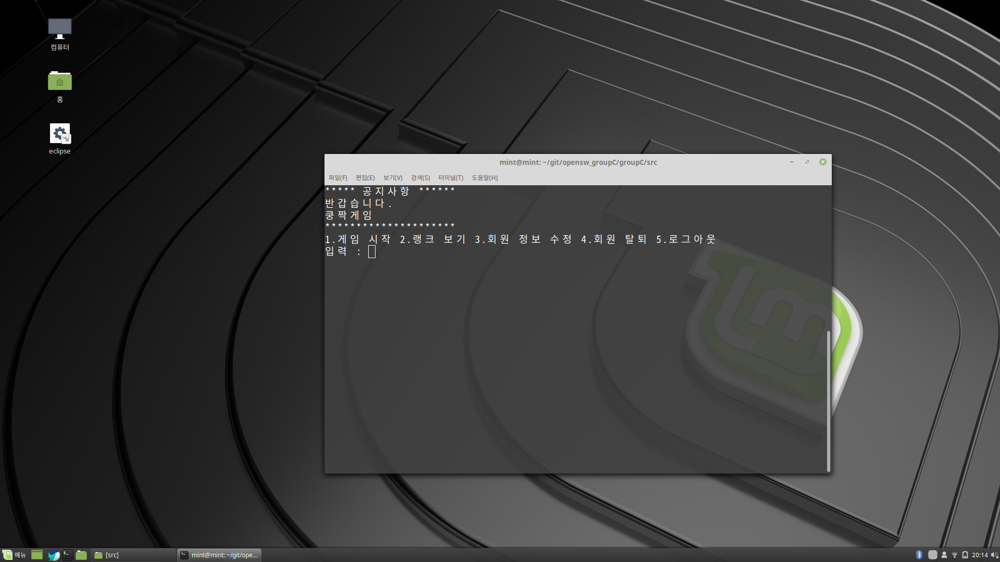 컴퓨터
홈
eclipse
mint@mint: ~/git/opensw_groupC/groupC/src
파일(F) 편집(E) 보기(V) 검색(S) 터미널(T) 도움말(H)
***** 공지사항 ******
반갑습니다.
쿵짝게임
*********************
1.게임 시작 2.랭크 보기 3.회원 정보 수정 4.회원 탈퇴 5.로그아웃
입력 :
메뉴 [src] mint@mint: ~/git/ope... 20:14